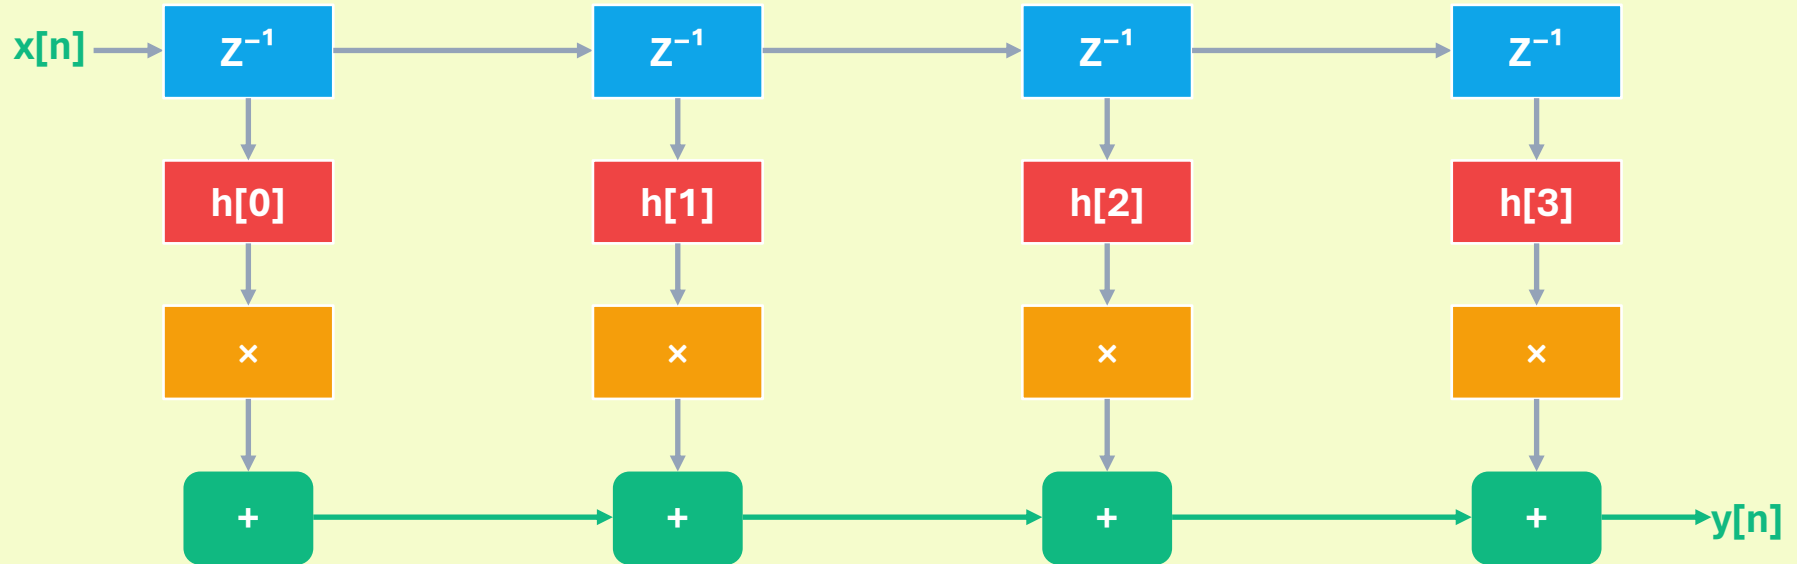 x[n] Z⁻¹ Z⁻¹ Z⁻¹ Z⁻¹
h[0] h[1] h[2] h[3]
× × × ×
+ + + + y[n]